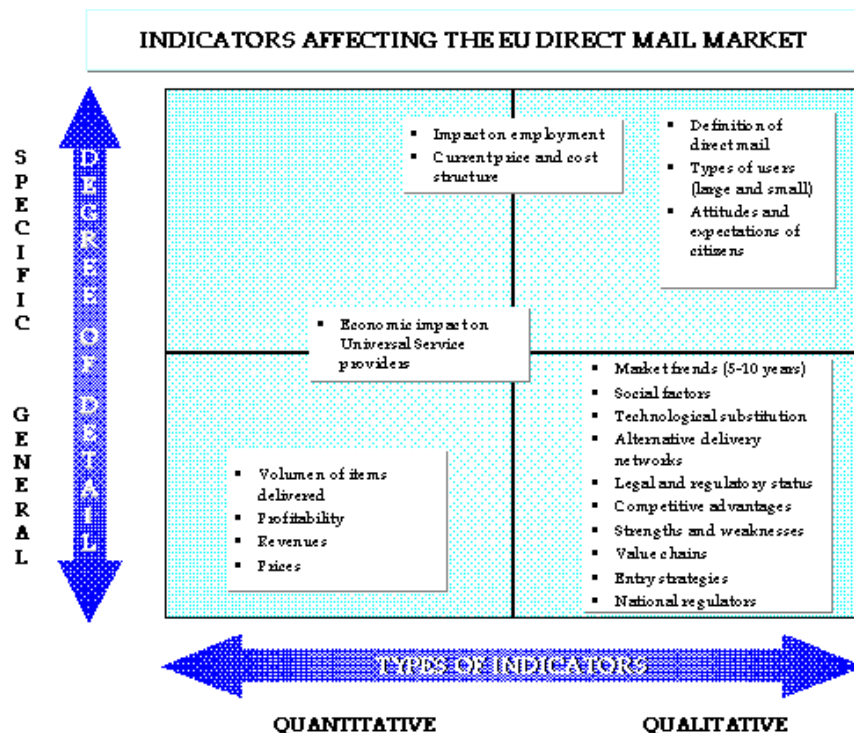 INDICATORS AFFECTING THE EU DIRECT MAIL MARKET
SPECIFIC
GENERAL
DEGREE OF DETAIL
▪ Impact on employment
▪ Current price and cost
structure
▪ Definition of
direct mail
▪ Types of users
(large and small)
▪ Attitudes and
expectations of
citizens
▪ Economic impact on
Universal Service
providers
▪ Volumen of items
delivered
▪ Profitability
▪ Revenues
▪ Prices
▪ Market trends (5-10 years)
▪ Social factors
▪ Technological substitution
▪ Alternative delivery
networks
▪ Legal and regulatory status
▪ Competitive advantages
▪ Strengths and weaknesses
▪ Value chains
▪ Entry strategies
▪ National regulators
TYPES OF INDICATORS
QUANTITATIVE
QUALITATIVE